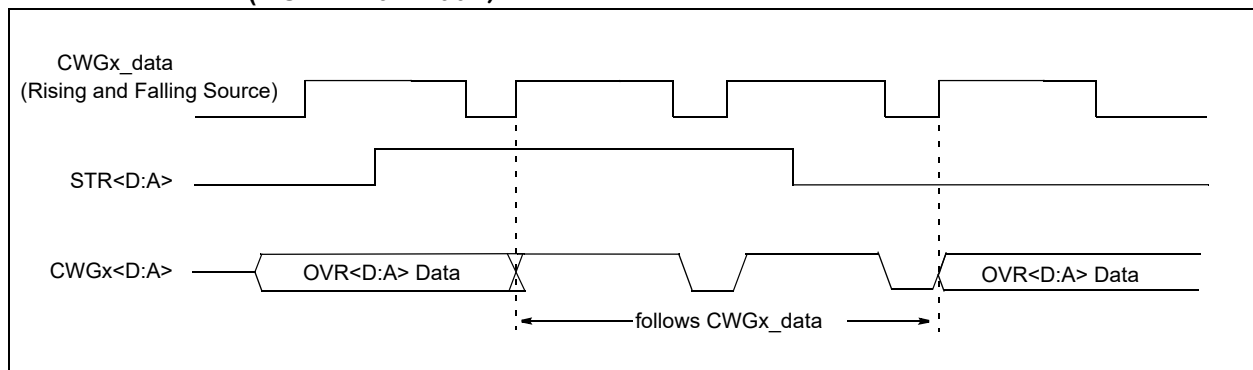 CWGx_data
(Rising and Falling Source)
STR<D:A>
CWGx<D:A>
OVR<D:A> Data
OVR<D:A> Data
follows CWGx_data